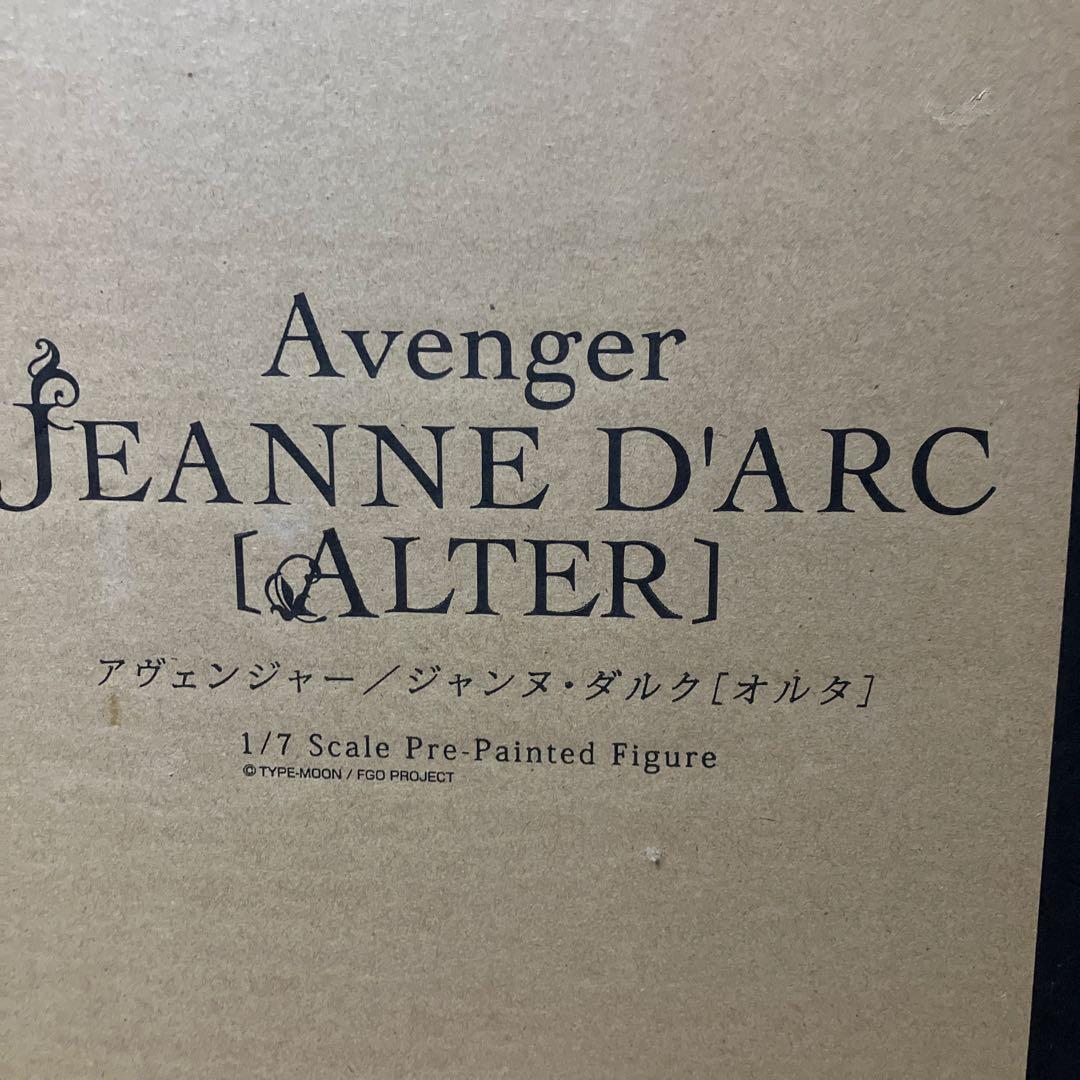 Avenger
JEANNE D'ARC
[ALTER]
アヴェンジャー／ジャンヌ・ダルク[オルタ]
1/7 Scale Pre-Painted Figure
© TYPE-MOON / FGO PROJECT